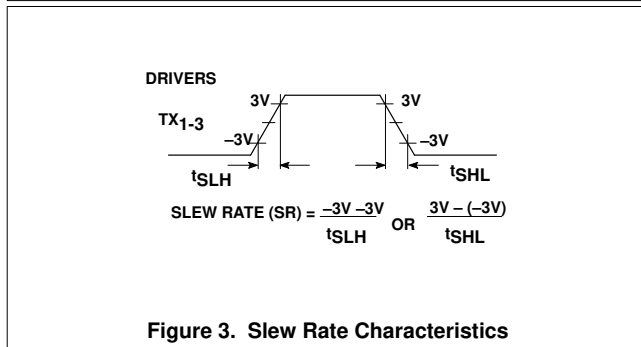 DRIVERS
3V 3V
TX1-3
–3V –3V
tSLH tSHL
SLEW RATE (SR) = –3V –3V / tSLH OR 3V – (–3V) / tSHL
Figure 3. Slew Rate Characteristics